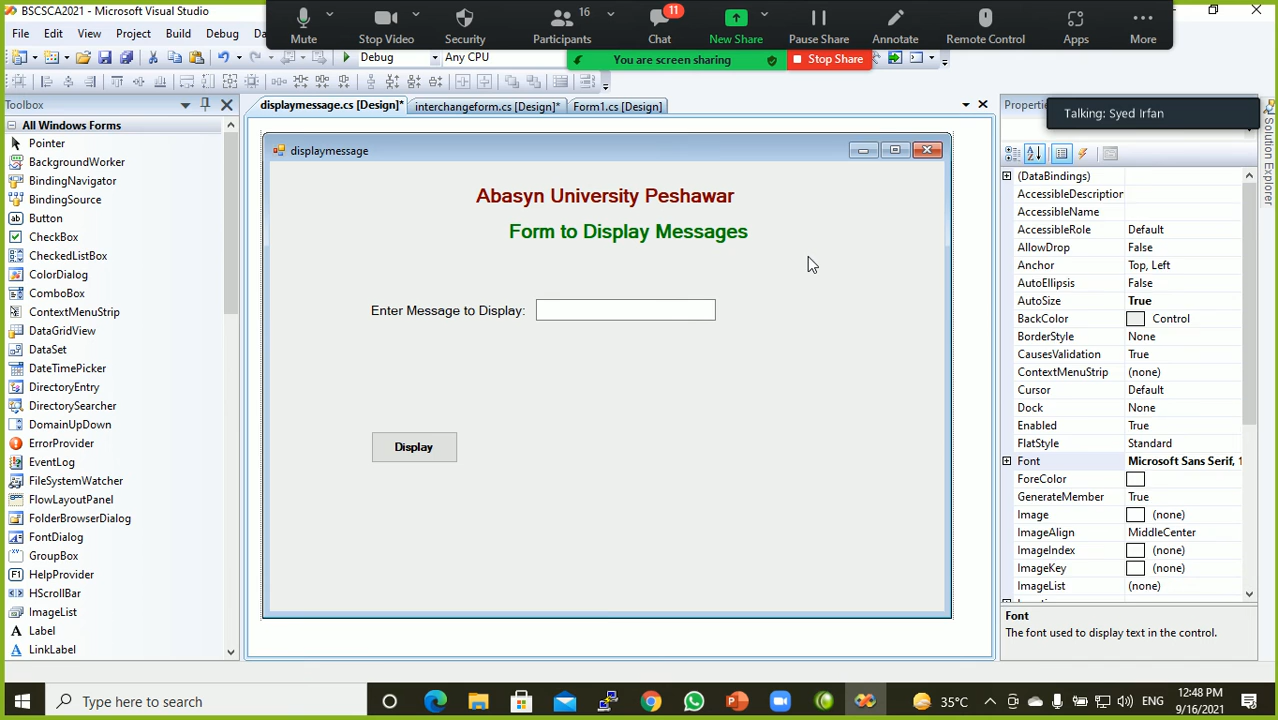 BSCSCA2021 - Microsoft Visual Studio
Mute
Stop Video
Security
16
Participants
11
Chat
New Share
Pause Share
Annotate
Remote Control
Apps
More
You are screen sharing
Stop Share
File
Edit
View
Project
Build
Debug
Debug
Any CPU
Toolbox
displaymessage.cs [Design]*
interchangeform.cs [Design]*
Form1.cs [Design]
Talking: Syed Irfan
Solution Explorer
All Windows Forms
Pointer
BackgroundWorker
BindingNavigator
BindingSource
Button
CheckBox
CheckedListBox
ColorDialog
ComboBox
ContextMenuStrip
DataGridView
DataSet
DateTimePicker
DirectoryEntry
DirectorySearcher
DomainUpDown
ErrorProvider
EventLog
FileSystemWatcher
FlowLayoutPanel
FolderBrowserDialog
FontDialog
GroupBox
HelpProvider
HScrollBar
ImageList
Label
LinkLabel
displaymessage
Abasyn University Peshawar
Form to Display Messages
Enter Message to Display:
Display
(DataBindings)
AccessibleDescription
AccessibleName
AccessibleRole Default
AllowDrop False
Anchor Top, Left
AutoEllipsis False
AutoSize True
BackColor Control
BorderStyle None
CausesValidation True
ContextMenuStrip (none)
Cursor Default
Dock None
Enabled True
FlatStyle Standard
Font Microsoft Sans Serif, 1
ForeColor
GenerateMember True
Image (none)
ImageAlign MiddleCenter
ImageIndex (none)
ImageKey (none)
ImageList (none)
Font
The font used to display text in the control.
Type here to search
35°C
ENG
12:48 PM
9/16/2021